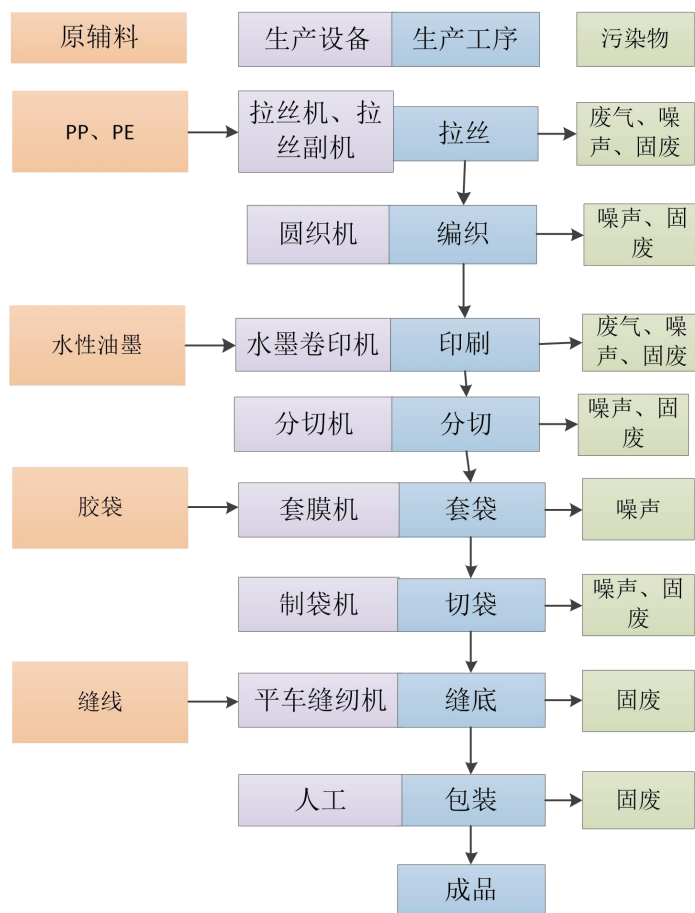 原辅料
生产设备
生产工序
污染物
PP、PE
拉丝机、拉
丝副机
拉丝
废气、噪
声、固废
圆织机
编织
噪声、固
废
水性油墨
水墨卷印机
印刷
废气、噪
声、固废
分切机
分切
噪声、固
废
胶袋
套膜机
套袋
噪声
制袋机
切袋
噪声、固
废
缝线
平车缝纫机
缝底
固废
人工
包装
固废
成品